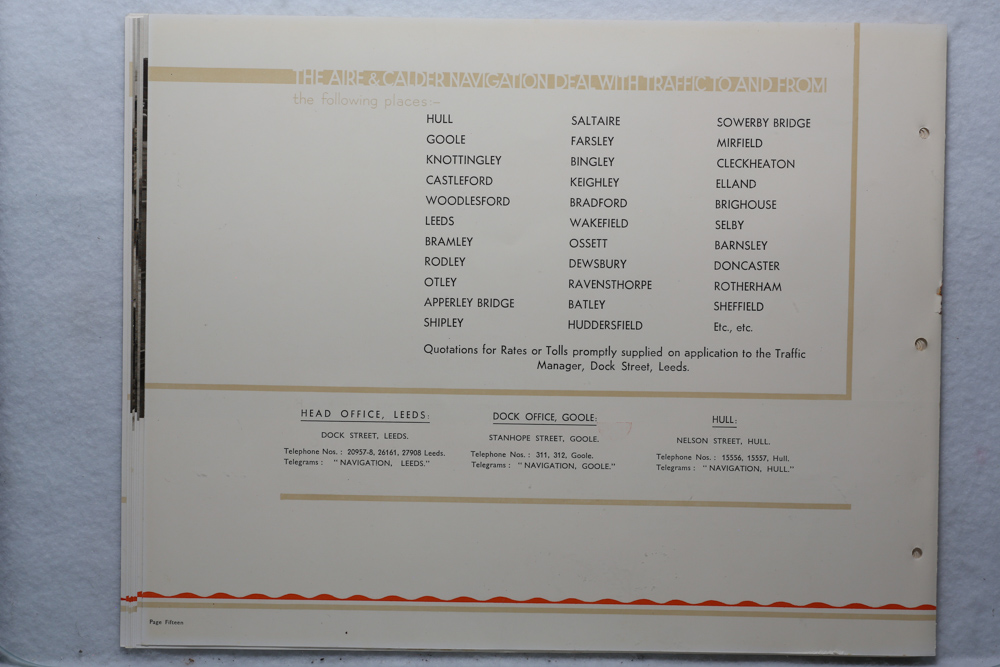 THE AIRE & CALDER NAVIGATION DEAL WITH TRAFFIC TO AND FROM
the following places:-
HULL
GOOLE
KNOTTINGLEY
CASTLEFORD
WOODLESFORD
LEEDS
BRAMLEY
RODLEY
OTLEY
APPERLEY BRIDGE
SHIPLEY
SALTAIRE
FARSLEY
BINGLEY
KEIGHLEY
BRADFORD
WAKEFIELD
OSSETT
DEWSBURY
RAVENSTHORPE
BATLEY
HUDDERSFIELD
SOWERBY BRIDGE
MIRFIELD
CLECKHEATON
ELLAND
BRIGHOUSE
SELBY
BARNSLEY
DONCASTER
ROTHERHAM
SHEFFIELD
Etc., etc.
Quotations for Rates or Tolls promptly supplied on application to the Traffic
Manager, Dock Street, Leeds.
HEAD OFFICE, LEEDS:
DOCK STREET, LEEDS.
Telephone Nos. : 20957-8, 26161, 27908 Leeds.
Telegrams : "NAVIGATION, LEEDS."
DOCK OFFICE, GOOLE:
STANHOPE STREET, GOOLE.
Telephone Nos. : 311, 312, Goole.
Telegrams : "NAVIGATION, GOOLE."
HULL:
NELSON STREET, HULL.
Telephone Nos. : 15556, 15557, Hull.
Telegrams : "NAVIGATION, HULL."
Page Fifteen